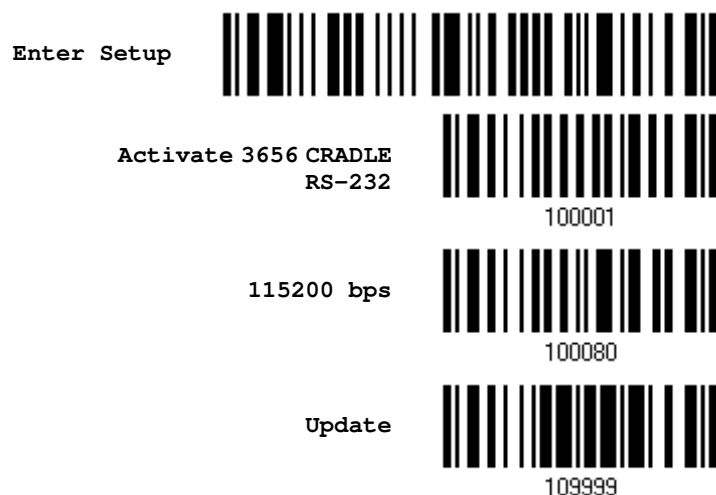 Enter Setup
Activate 3656 CRADLE
RS-232
100001
115200 bps
100080
Update
109999